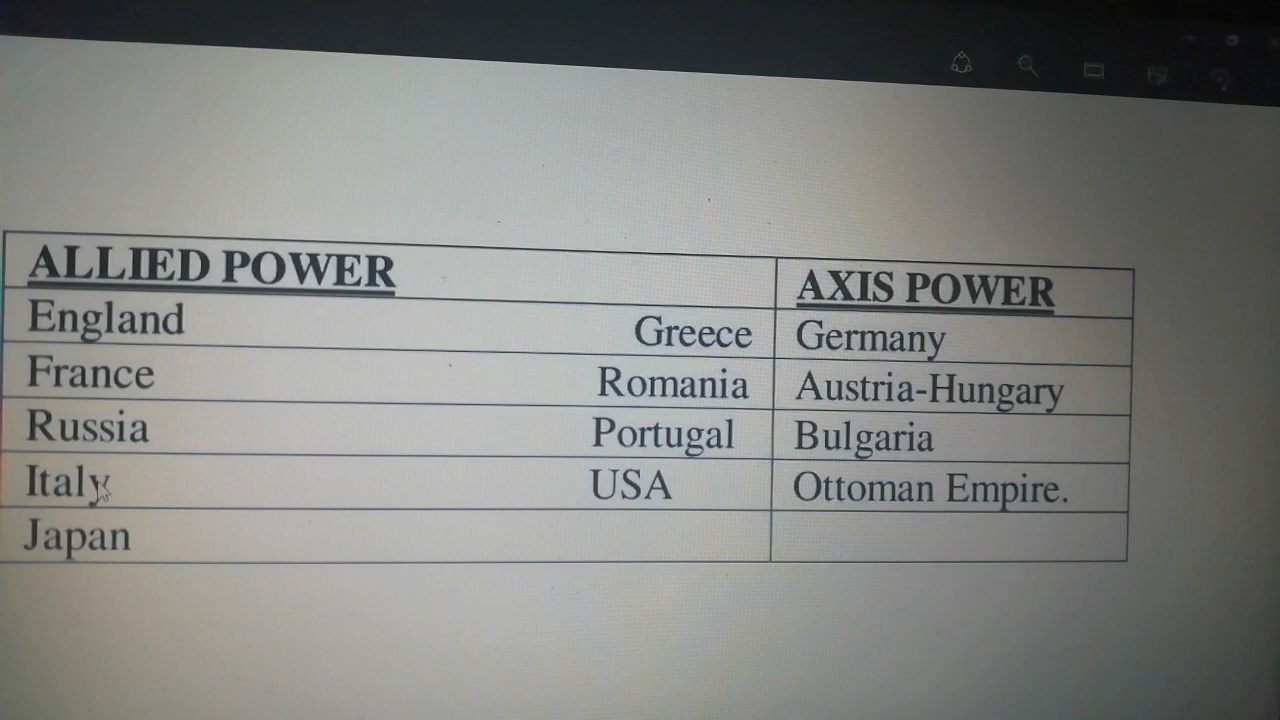 ALLIED POWER AXIS POWER
England Greece Germany
France Romania Austria-Hungary
Russia Portugal Bulgaria
Italy USA Ottoman Empire.
Japan